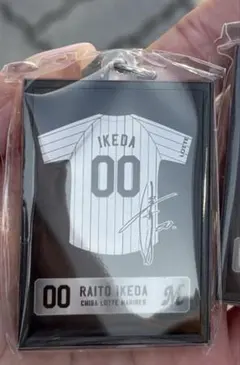 IKEDA
LOTTE
00
00 RAITO IKEDA
CHIBA LOTTE MARINES